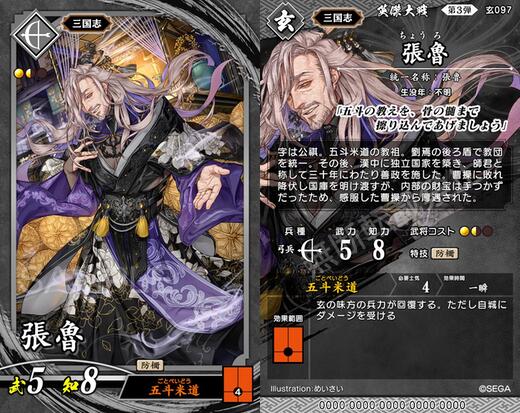 三国志
張魯
防柵
武5 知8
ごとべいどう
五斗米道
4
玄
三国志
英傑大戦
第3弾
玄097
ちょうろ
張魯
統一名称:張魯
生没年:不明
「五斗の教えを、骨の髄まで
擦り込んであげましょう」
字は公祺。五斗米道の教祖。劉焉の後ろ盾で教団
を統一。その後、漢中に独立国家を築き、師君と
称して三十年にわたり善政を施した。曹操に敗れ
降伏し国庫を明け渡すが、内部の財宝は手つかず
だったため、感服した曹操から厚遇された。
兵種 武力 知力 武将コスト
弓兵 5 8
特技 防柵
ごとべいどう 必要士気 効果時間
五斗米道 4 一瞬
効果範囲
玄の味方の兵力が回復する。ただし自城に
ダメージを受ける
Illustration:めいさい
©SEGA
0000-0000-0000-0000-0000